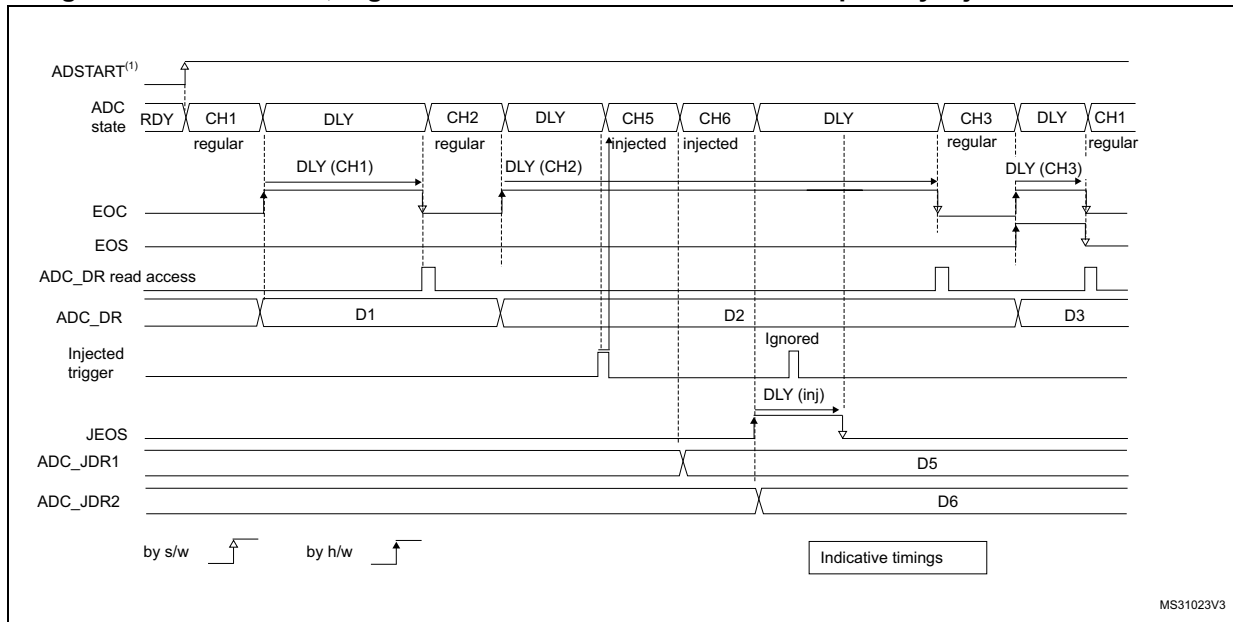 ADSTART(1)
ADC state
RDY CH1 DLY CH2 DLY CH5 CH6 DLY CH3 DLY CH1
regular regular injected injected regular regular
DLY (CH1) DLY (CH2) DLY (CH3)
EOC
EOS
ADC_DR read access
ADC_DR D1 D2 D3
Injected trigger
Ignored
DLY (inj)
JEOS
ADC_JDR1 D5
ADC_JDR2 D6
by s/w by h/w Indicative timings
MS31023V3